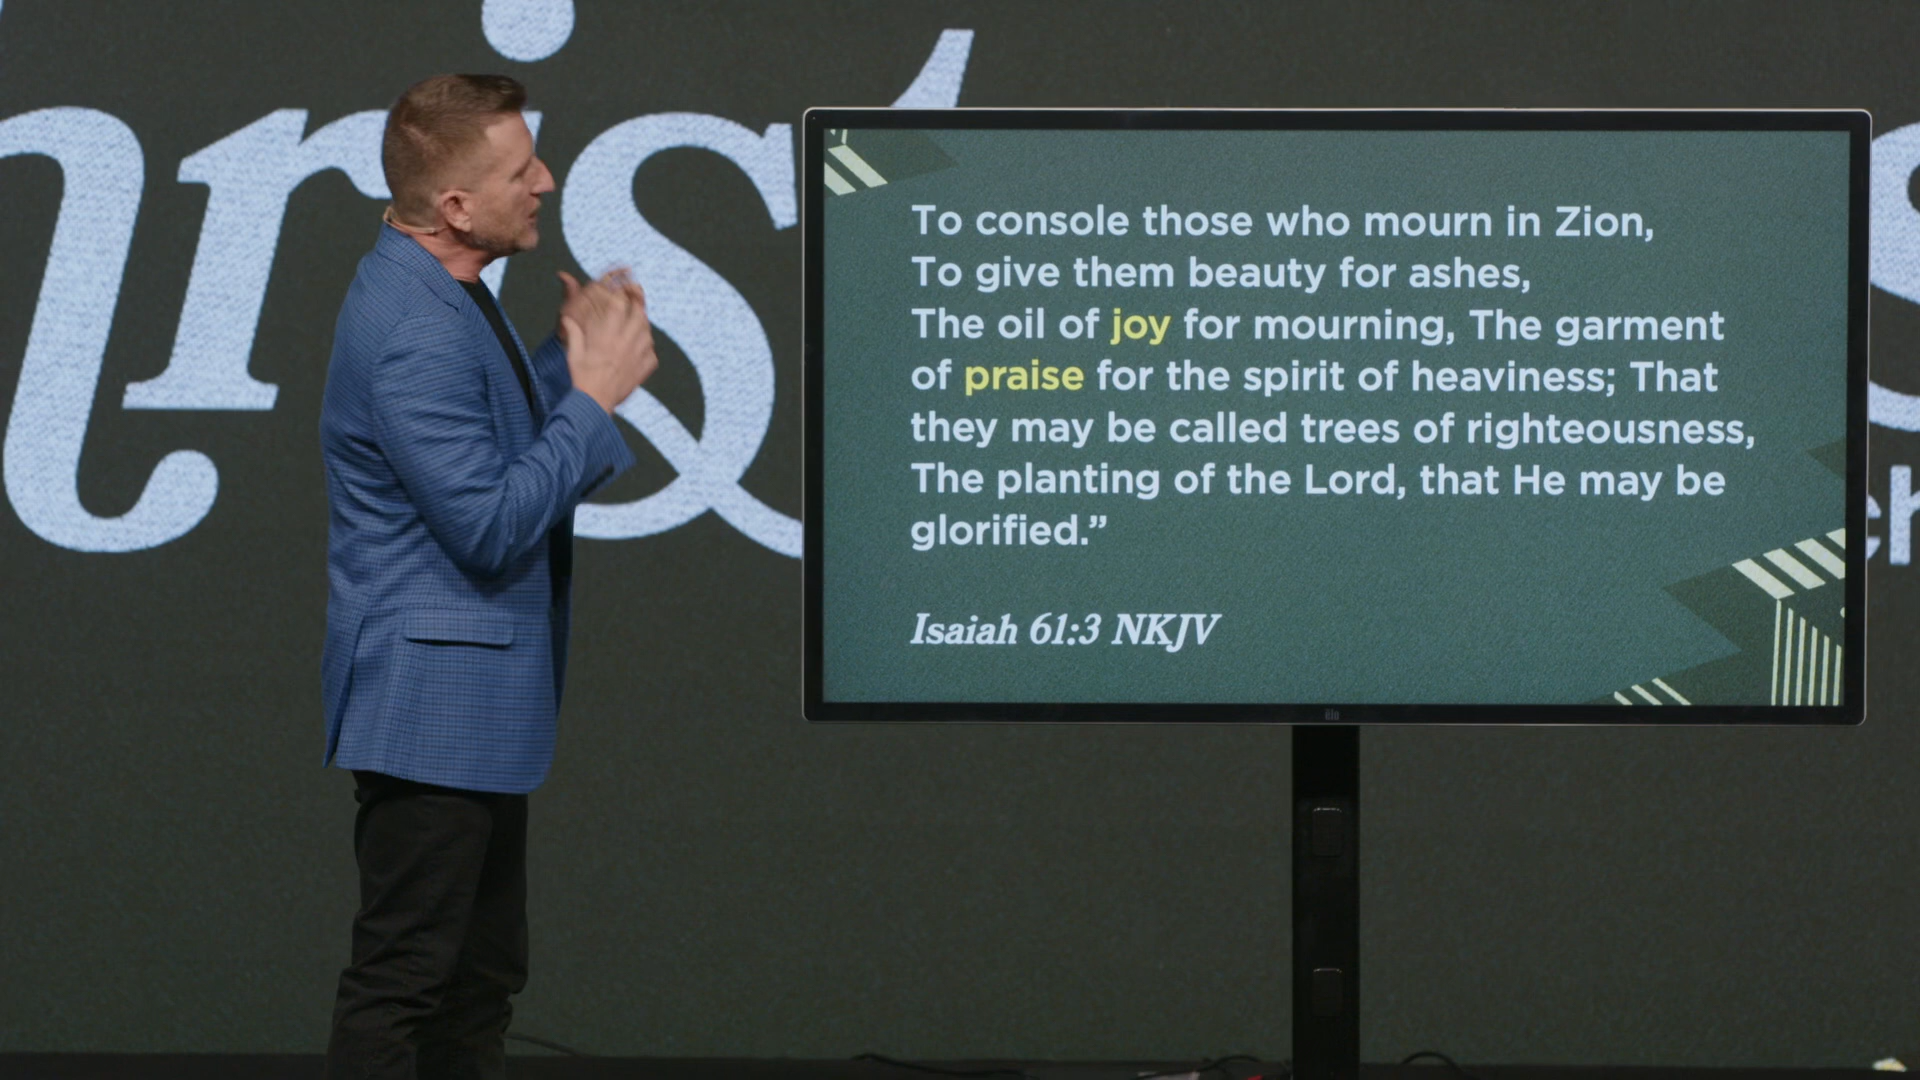 hrist
To console those who mourn in Zion,
To give them beauty for ashes,
The oil of joy for mourning, The garment
of praise for the spirit of heaviness; That
they may be called trees of righteousness,
The planting of the Lord, that He may be
glorified.”
Isaiah 61:3 NKJV
elo